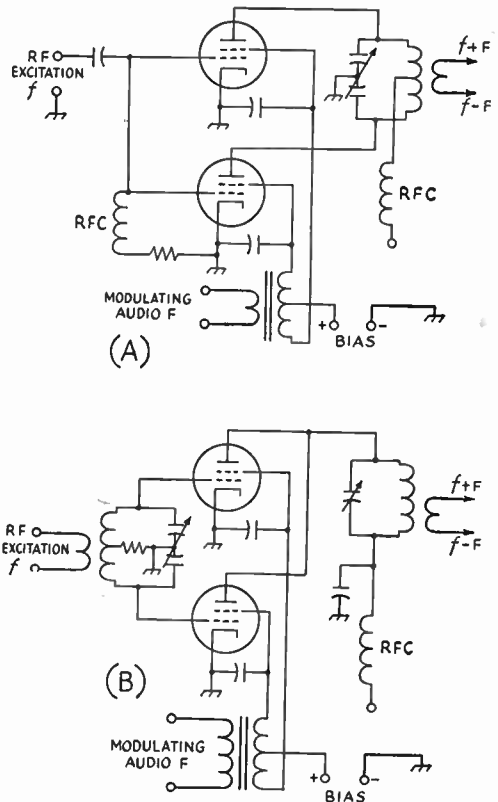 RF
EXCITATION
f
f+F
f-F
RFC
RFC
MODULATING
AUDIO F
+ -
BIAS
(A)
RF
EXCITATION
f
f+F
f-F
RFC
(B)
MODULATING
AUDIO F
+ -
BIAS